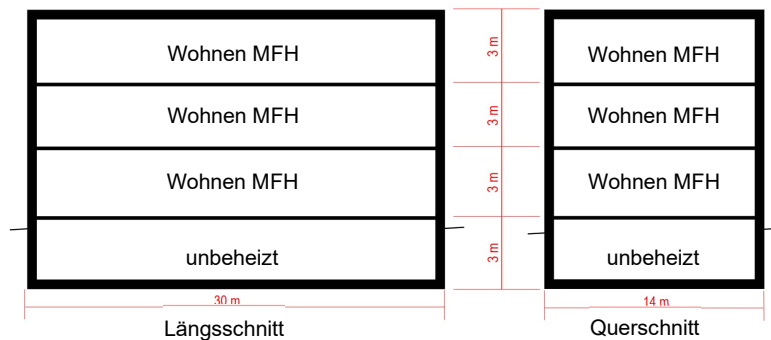 Wohnen MFH
Wohnen MFH
Wohnen MFH
unbeheizt
30 m
Längsschnitt
3 m
3 m
3 m
3 m
Wohnen MFH
Wohnen MFH
Wohnen MFH
unbeheizt
14 m
Querschnitt